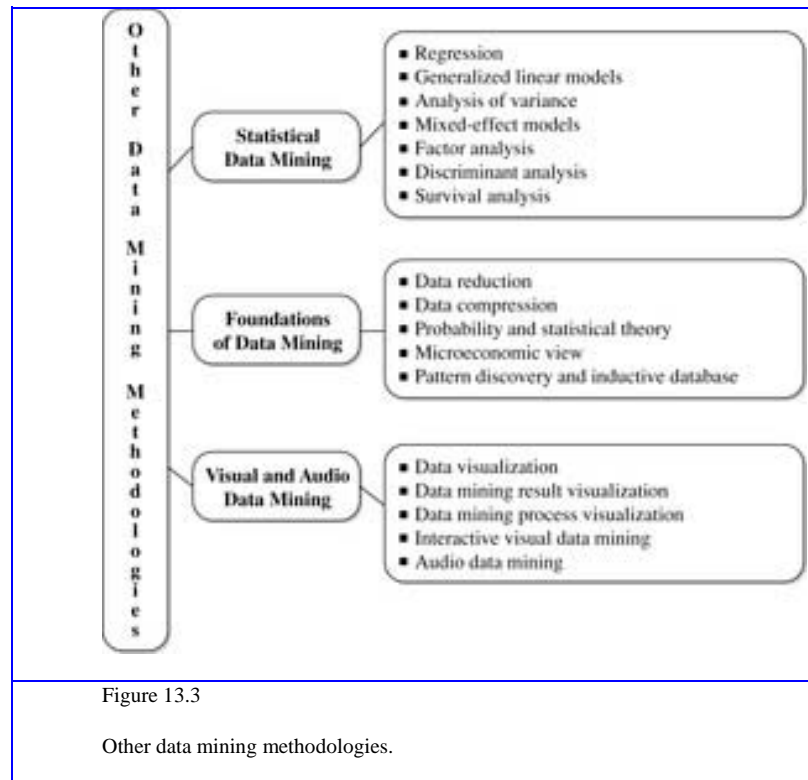 Other Data Mining Methodologies
Statistical
Data Mining
■ Regression
■ Generalized linear models
■ Analysis of variance
■ Mixed-effect models
■ Factor analysis
■ Discriminant analysis
■ Survival analysis
Foundations
of Data Mining
■ Data reduction
■ Data compression
■ Probability and statistical theory
■ Microeconomic view
■ Pattern discovery and inductive database
Visual and Audio
Data Mining
■ Data visualization
■ Data mining result visualization
■ Data mining process visualization
■ Interactive visual data mining
■ Audio data mining
Figure 13.3
Other data mining methodologies.